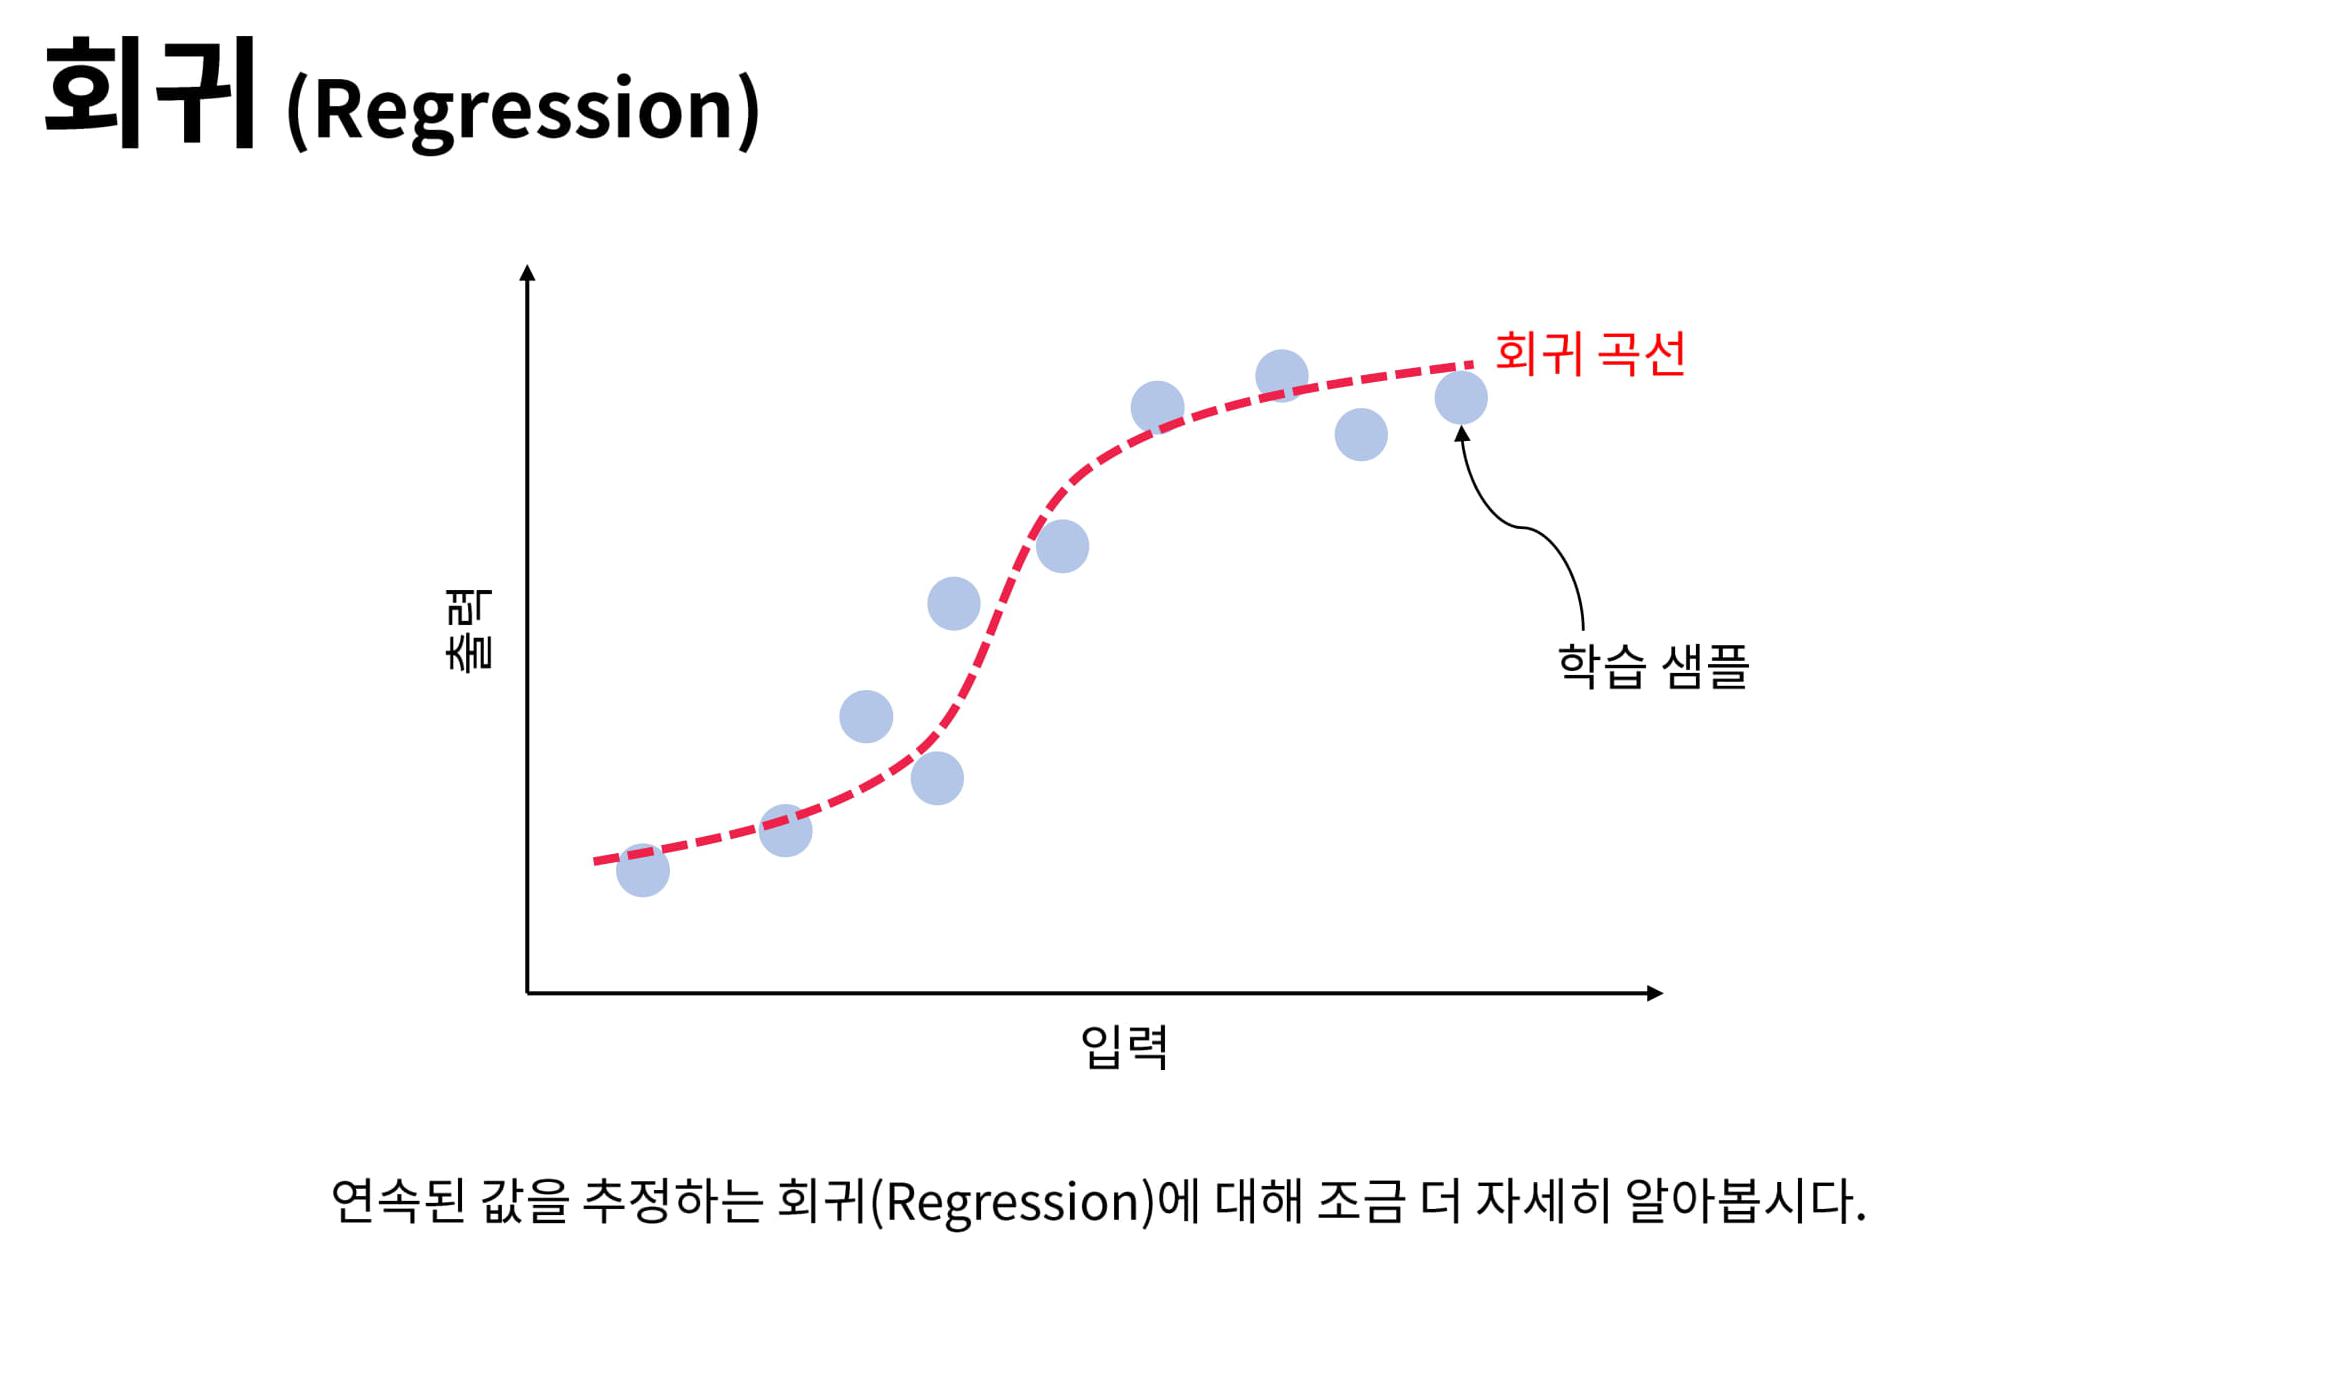 회귀 (Regression)
회귀 곡선
출력
학습 샘플
입력
연속된 값을 추정하는 회귀(Regression)에 대해 조금 더 자세히 알아봅시다.